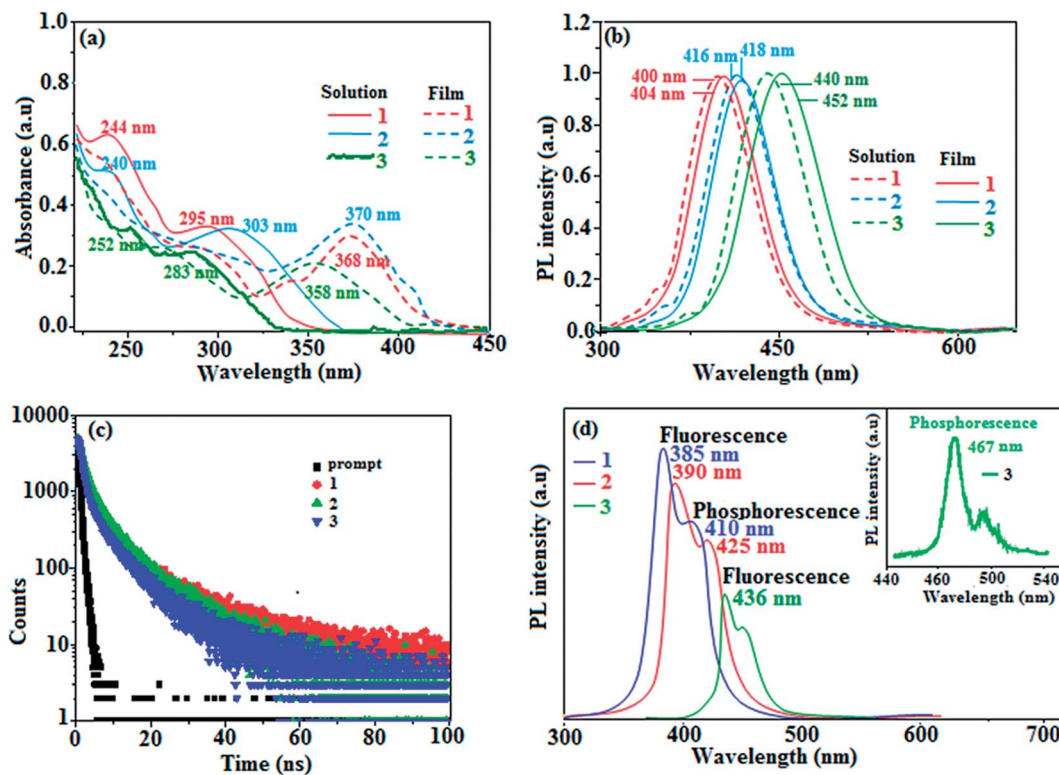 (a)
Absorbance (a.u)
1.0
0.8
0.6
0.4
0.2
0.0
Solution Film
1 1
2 2
3 3
244 nm
240 nm
295 nm
303 nm
370 nm
252 nm
283 nm
368 nm
358 nm
250 300 350 400 450
Wavelength (nm)
(b)
PL intensity (a.u)
1.2
1.0
0.8
0.6
0.4
0.2
0.0
416 nm 418 nm
400 nm 440 nm
404 nm 452 nm
Solution Film
1 1
2 2
3 3
300 450 600
Wavelength (nm)
(c)
Counts
10000
1000
100
10
1
prompt
1
2
3
0 20 40 60 80 100
Time (ns)
(d)
PL intensity (a.u)
1
2
3
Fluorescence
385 nm
390 nm
Phosphorescence
410 nm
425 nm
Fluorescence
436 nm
300 400 500 600 700
Wavelength (nm)
PL intensity (a.u)
Phosphorescence
467 nm
3
440 460 500 540
Wavelength (nm)